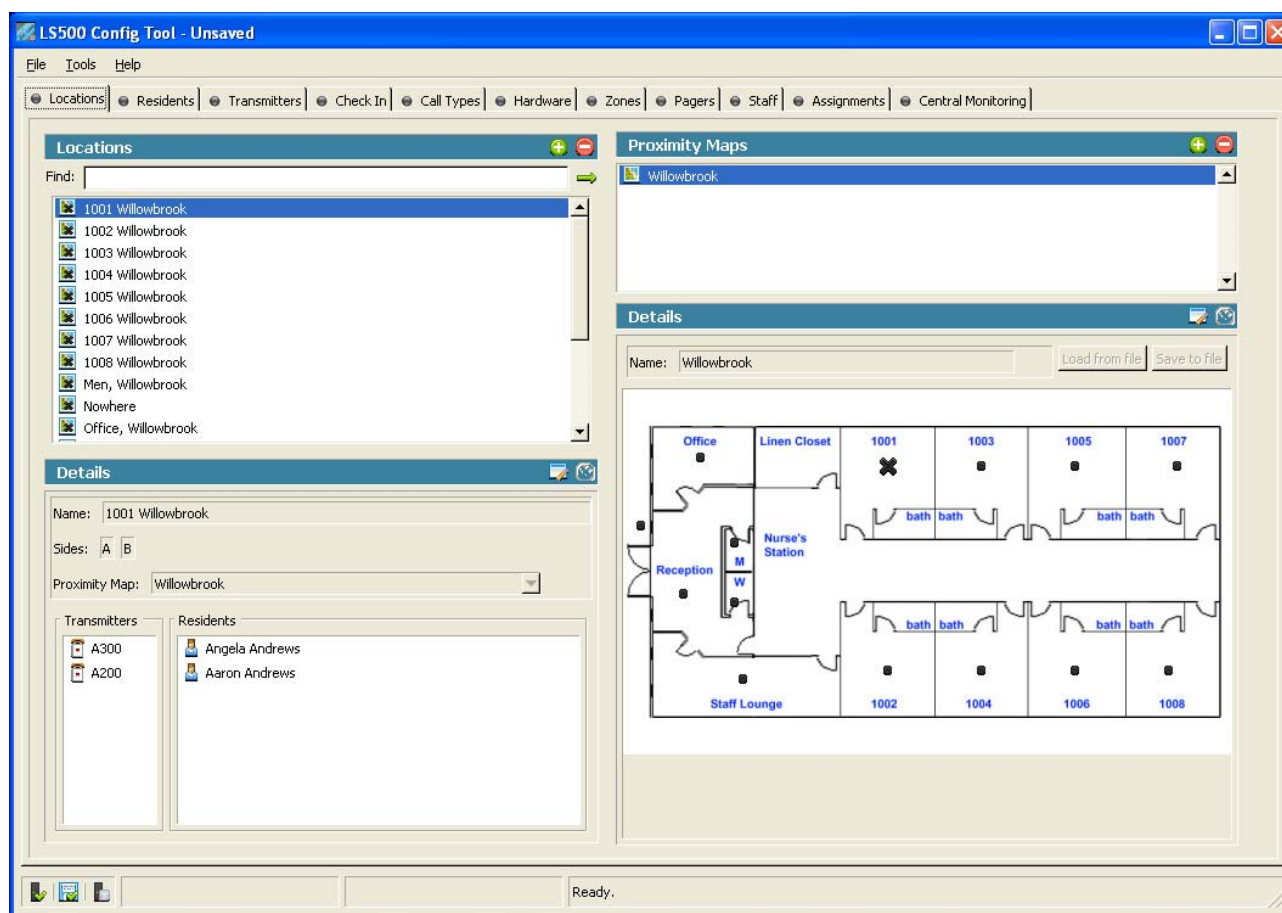 LS500 Config Tool - Unsaved
File Tools Help
Locations Residents Transmitters Check In Call Types Hardware Zones Pagers Staff Assignments Central Monitoring
Locations
Find:
1001 Willowbrook
1002 Willowbrook
1003 Willowbrook
1004 Willowbrook
1005 Willowbrook
1006 Willowbrook
1007 Willowbrook
1008 Willowbrook
Men, Willowbrook
Nowhere
Office, Willowbrook
Details
Name: 1001 Willowbrook
Sides: A B
Proximity Map: Willowbrook
Transmitters
A300
A200
Residents
Angela Andrews
Aaron Andrews
Proximity Maps
Willowbrook
Details
Name: Willowbrook Load from file Save to file
Office Linen Closet 1001 1003 1005 1007
bath bath bath bath
Nurse's
Station
M
Reception
W
bath bath bath bath
Staff Lounge 1002 1004 1006 1008
Ready.